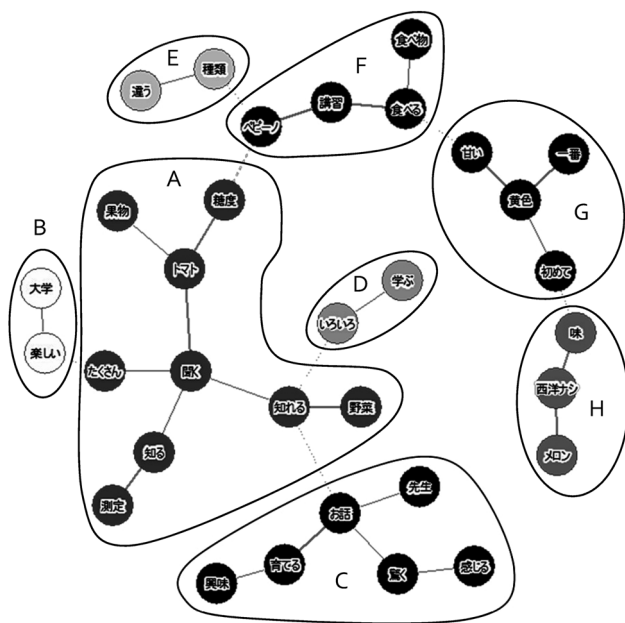 食べ物
E
F
種類
違う
講習
食べる
ペピーノ
甘い
一番
A
果物
糖度
黄色
G
B
トマト
初めて
大学
D
学ぶ
いろいろ
味
楽しい
たくさん
聞く
西洋ナシ
H
知れる
野菜
知る
メロン
測定
先生
お話
育てる
驚く
感じる
興味
C